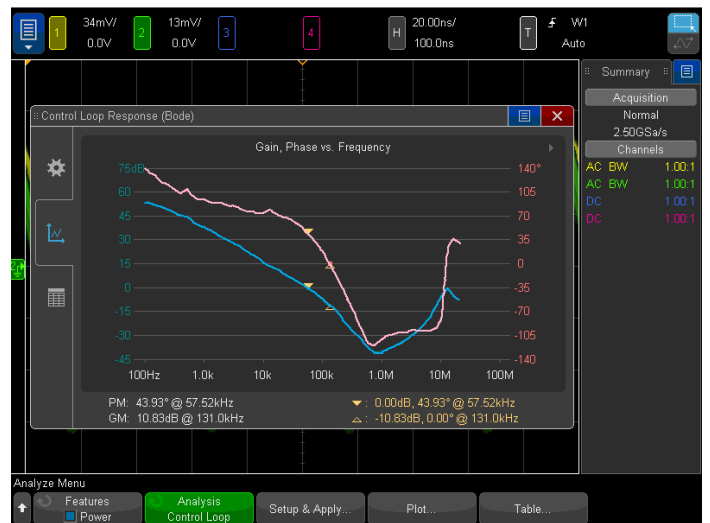 1 34mV/ 2 13mV/ 3 4 H 20.00ns/ T W1
0.0V 0.0V 100.0ns Auto
Summary
Acquisition
Normal
2.50GSa/s
Channels
AC BW 1.00:1
AC BW 1.00:1
DC 1.00:1
DC 1.00:1
Control Loop Response (Bode)
Gain, Phase vs. Frequency
75dB 140°
60 105
45 70
30 35
15 0
0 -35
-15 -70
-30 -105
-45 -140
100Hz 1.0k 10k 100k 1.0M 10M 100M
PM: 43.93° @ 57.52kHz : 0.00dB, 43.93° @ 57.52kHz
GM: 10.83dB @ 131.0kHz : -10.83dB, 0.00° @ 131.0kHz
Analyze Menu
Features Analysis Setup & Apply... Plot... Table...
Power Control Loop